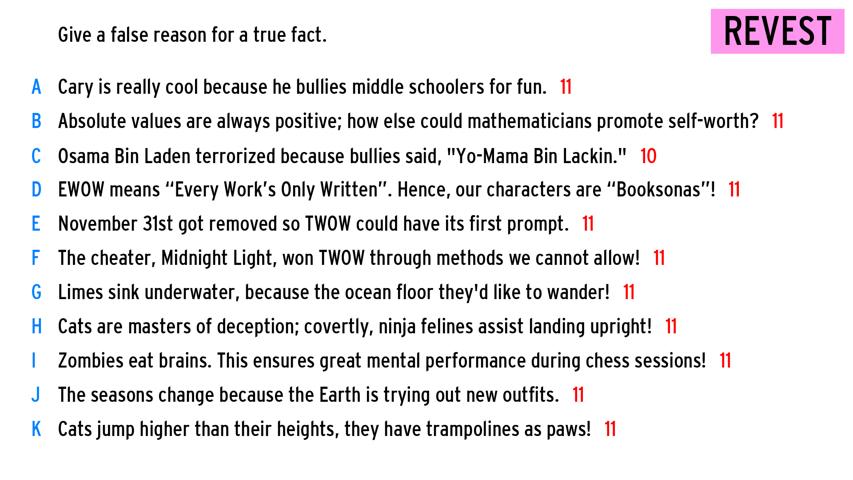 Give a false reason for a true fact.
REVEST
A Cary is really cool because he bullies middle schoolers for fun. 11
B Absolute values are always positive; how else could mathematicians promote self-worth? 11
C Osama Bin Laden terrorized because bullies said, "Yo-Mama Bin Lackin." 10
D EWOW means “Every Work’s Only Written”. Hence, our characters are “Booksonas”! 11
E November 31st got removed so TWOW could have its first prompt. 11
F The cheater, Midnight Light, won TWOW through methods we cannot allow! 11
G Limes sink underwater, because the ocean floor they'd like to wander! 11
H Cats are masters of deception; covertly, ninja felines assist landing upright! 11
I Zombies eat brains. This ensures great mental performance during chess sessions! 11
J The seasons change because the Earth is trying out new outfits. 11
K Cats jump higher than their heights, they have trampolines as paws! 11